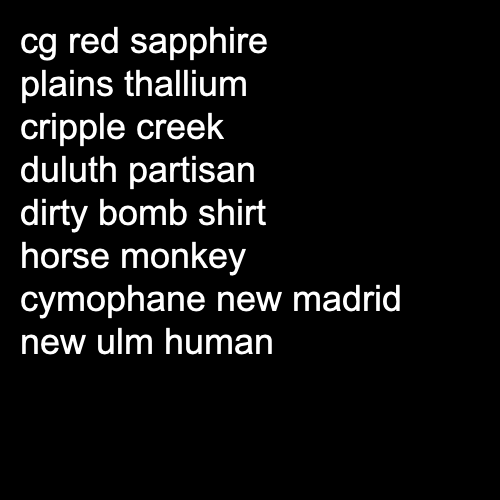 cg red sapphire
plains thallium
cripple creek
duluth partisan
dirty bomb shirt
horse monkey
cymophane new madrid
new ulm human